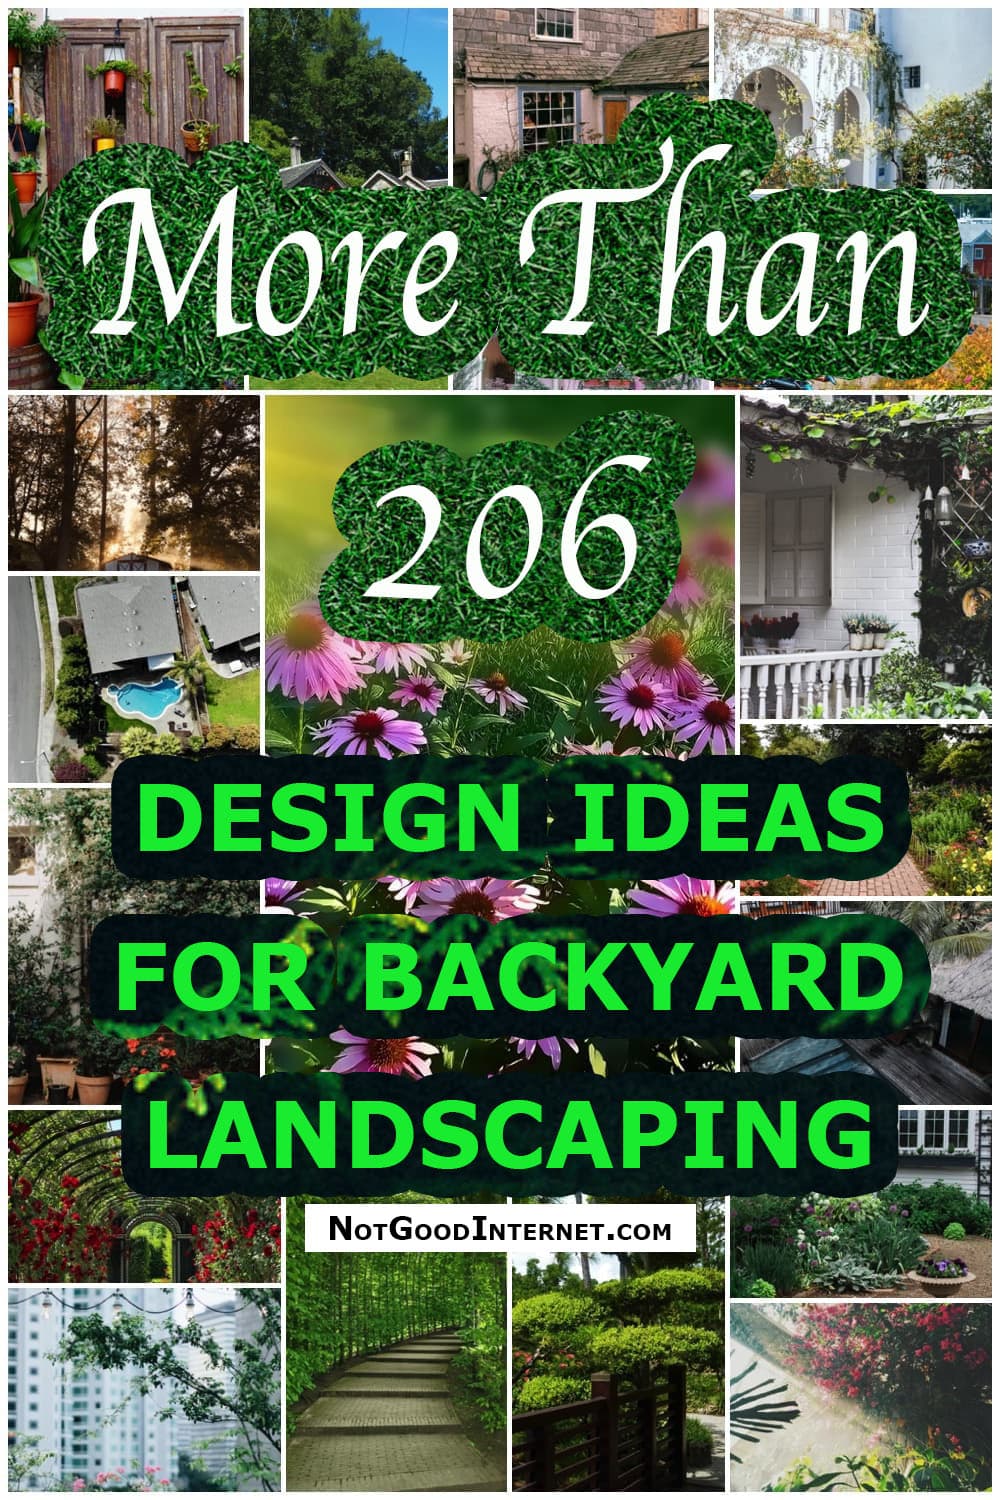 More Than
206
DESIGN IDEAS
FOR BACKYARD
LANDSCAPING
NotGoodInternet.com